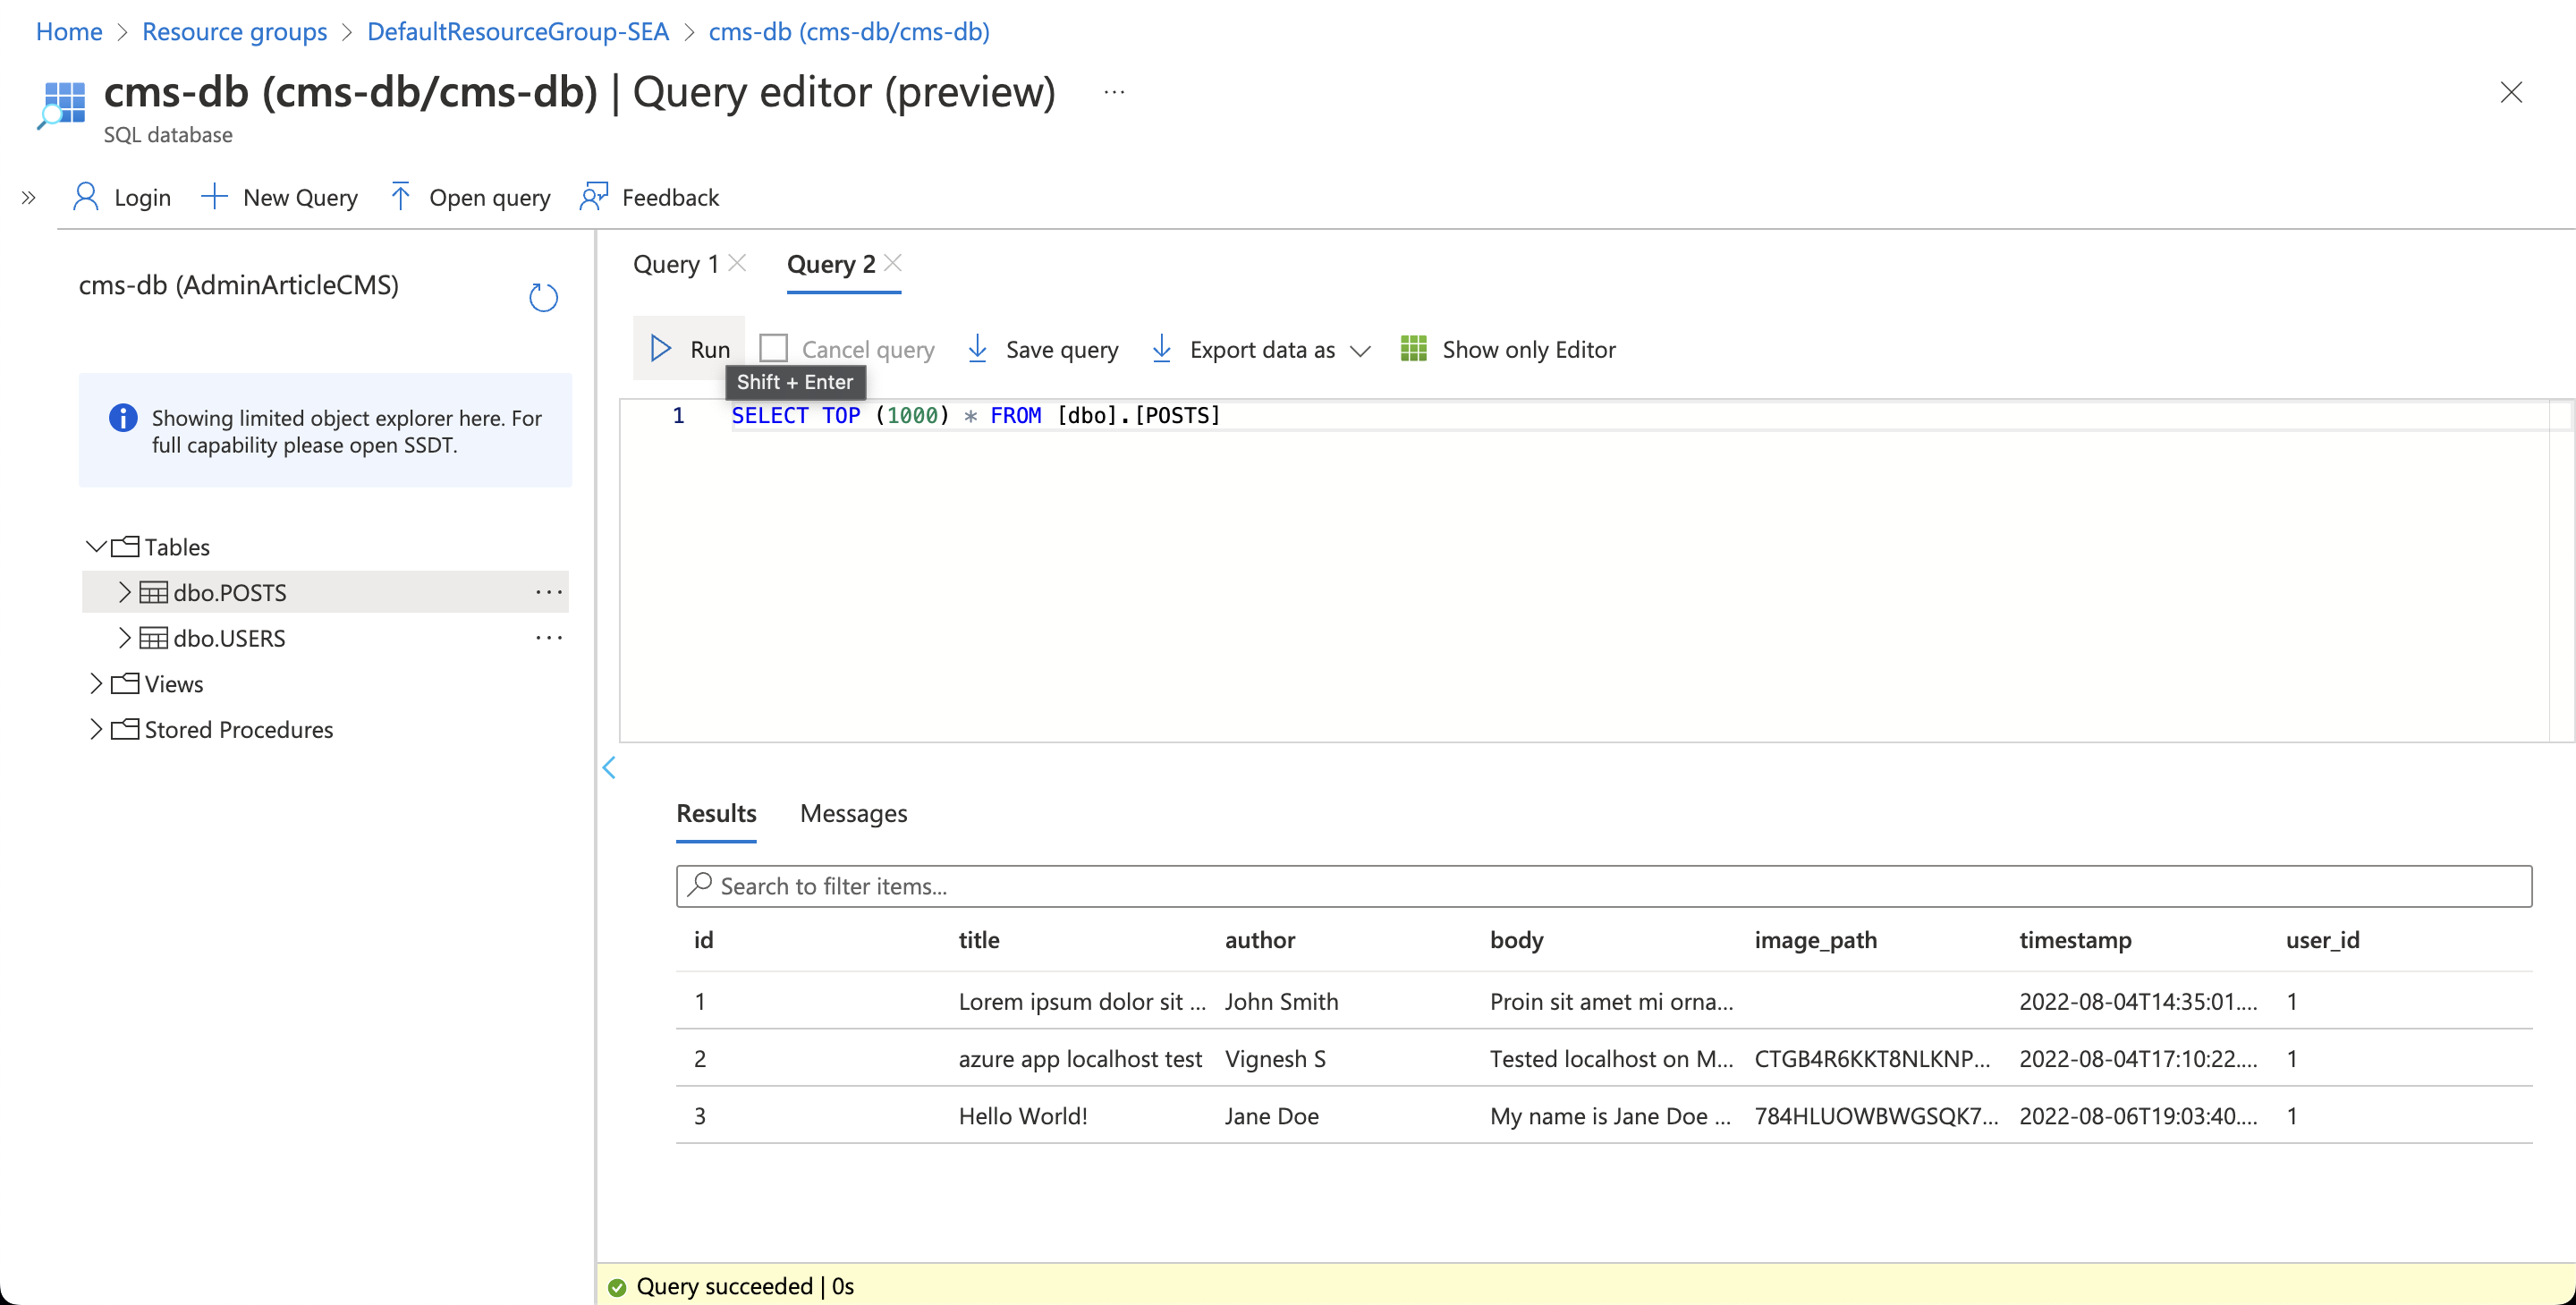 Home > Resource groups > DefaultResourceGroup-SEA > cms-db (cms-db/cms-db)
cms-db (cms-db/cms-db) | Query editor (preview) ...
SQL database
Login New Query Open query Feedback
cms-db (AdminArticleCMS)
Showing limited object explorer here. For
full capability please open SSDT.
Tables
dbo.POSTS ...
dbo.USERS ...
Views
Stored Procedures
Query 1 Query 2
Run Cancel query Save query Export data as Show only Editor
Shift + Enter
1 SELECT TOP (1000) * FROM [dbo].[POSTS]
Results Messages
Search to filter items...
id title author body image_path timestamp user_id
1 Lorem ipsum dolor sit ... John Smith Proin sit amet mi orna... 2022-08-04T14:35:01.... 1
2 azure app localhost test Vignesh S Tested localhost on M... CTGB4R6KKT8NLKNP... 2022-08-04T17:10:22.... 1
3 Hello World! Jane Doe My name is Jane Doe ... 784HLUOWBWGSQK7... 2022-08-06T19:03:40.... 1
Query succeeded | 0s